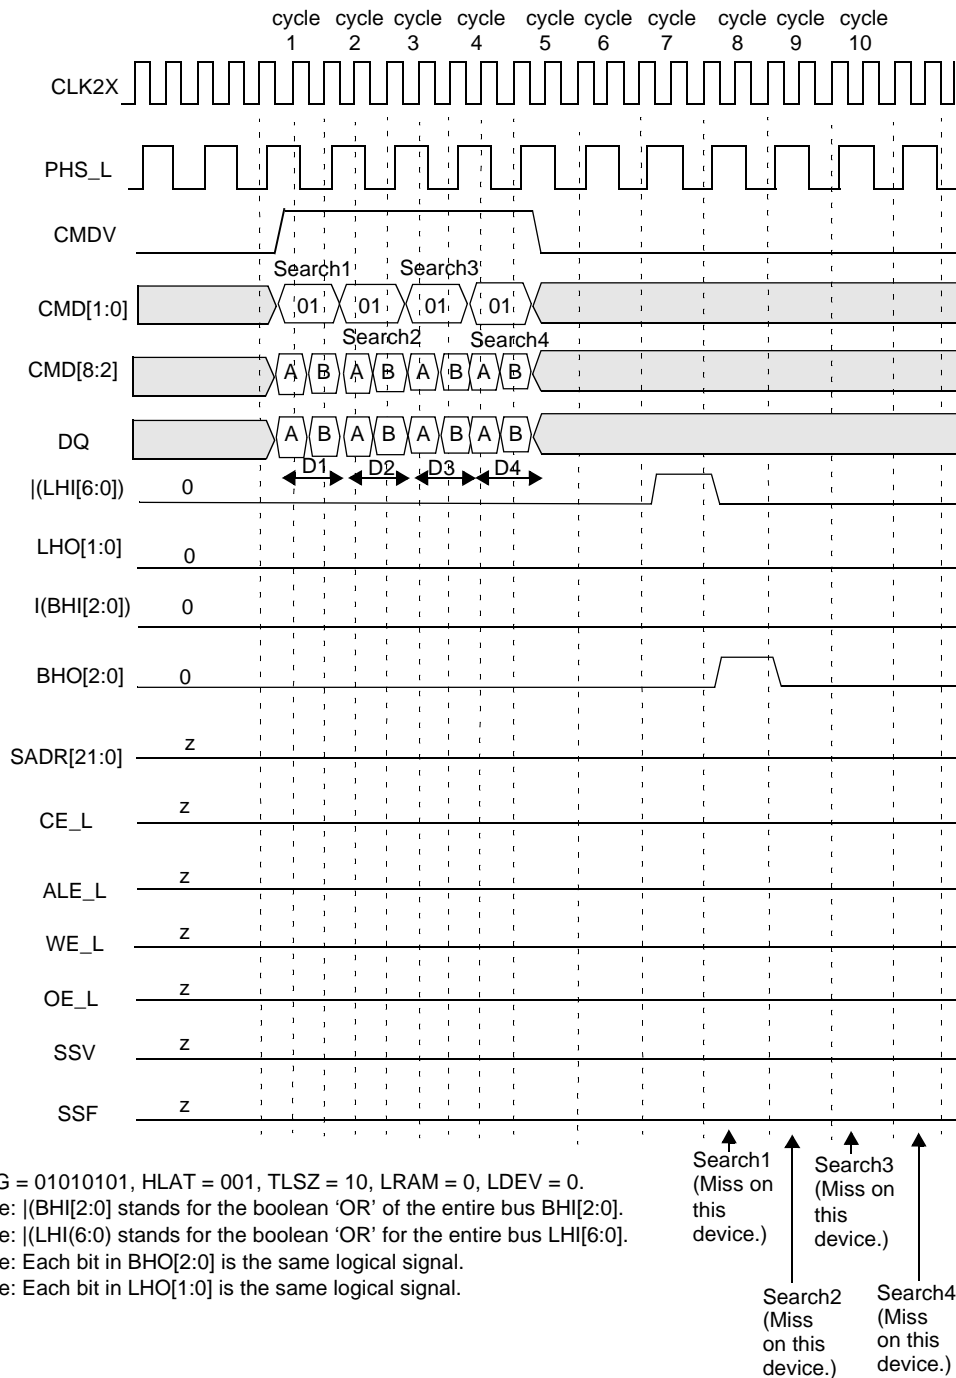 cycle cycle cycle cycle cycle cycle cycle cycle cycle cycle
1 2 3 4 5 6 7 8 9 10
CLK2X
PHS_L
CMDV
Search1 Search3
CMD[1:0] 01 01 01 01
Search2 Search4
CMD[8:2] A B A B A B A B
DQ A B A B A B A B
D1 D2 D3 D4
|(LHI[6:0]) 0
LHO[1:0] 0
I(BHI[2:0]) 0
BHO[2:0] 0
SADR[21:0] z
CE_L z
ALE_L z
WE_L z
OE_L z
SSV z
SSF z
Search1
(Miss on
this
device.)
Search3
(Miss on
this
device.)
G = 01010101, HLAT = 001, TLSZ = 10, LRAM = 0, LDEV = 0.
e: |(BHI[2:0] stands for the boolean ‘OR’ of the entire bus BHI[2:0].
e: |(LHI(6:0) stands for the boolean ‘OR’ for the entire bus LHI[6:0].
e: Each bit in BHO[2:0] is the same logical signal.
e: Each bit in LHO[1:0] is the same logical signal.
Search2
(Miss
on this
device.)
Search4
(Miss
on this
device.)